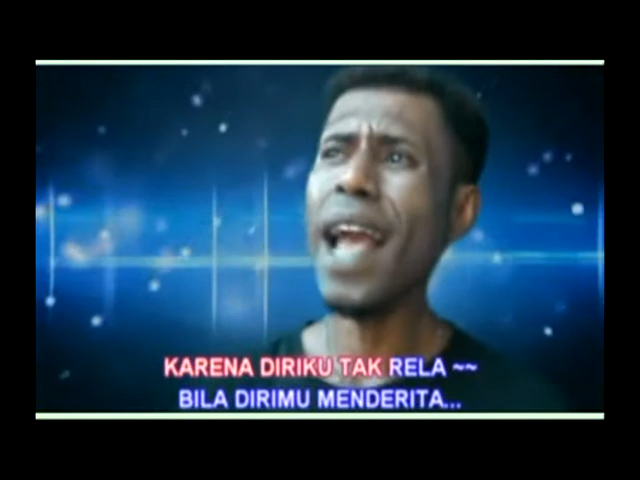 KARENA DIRIKU TAK RELA ~~
BILA DIRIMU MENDERITA...